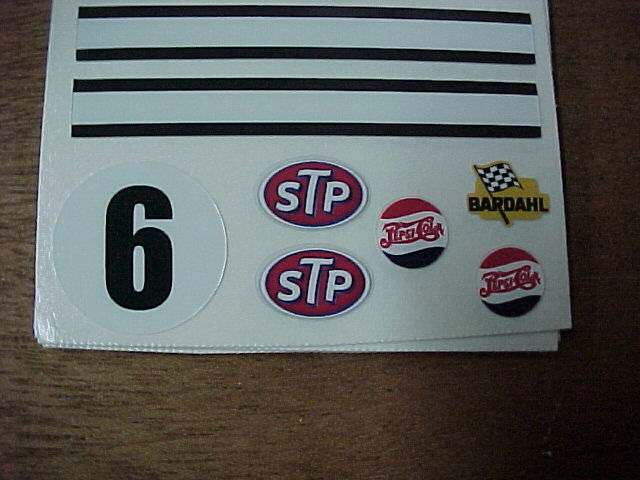 6
STP
STP
Pepsi-Cola
BARDAHL
Pepsi-Cola